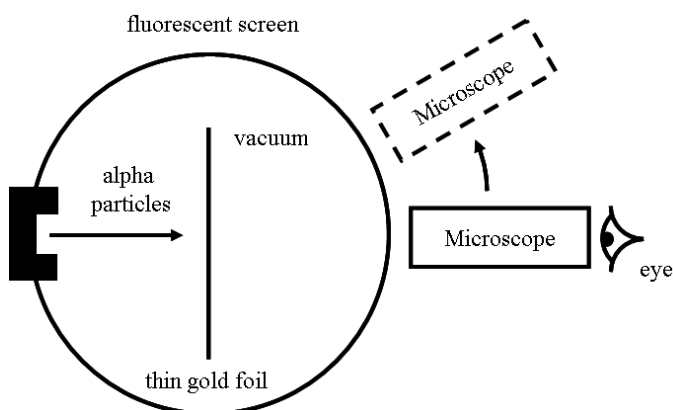 fluorescent screen
Microscope
vacuum
alpha
particles
Microscope
eye
thin gold foil